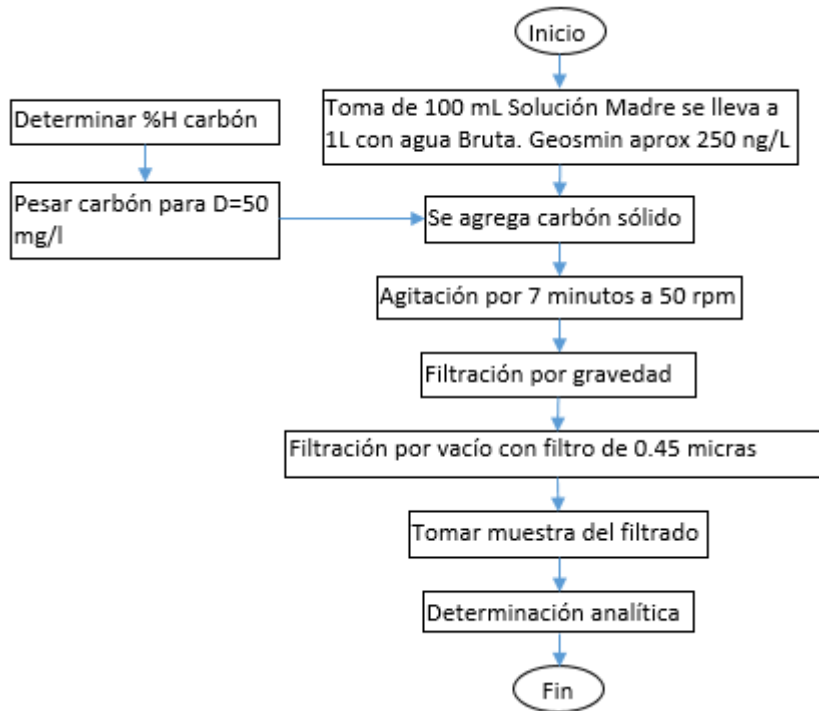 Inicio
Toma de 100 mL Solución Madre se lleva a
1L con agua Bruta. Geosmin aprox 250 ng/L
Determinar %H carbón
Pesar carbón para D=50
mg/l
Se agrega carbón sólido
Agitación por 7 minutos a 50 rpm
Filtración por gravedad
Filtración por vacío con filtro de 0.45 micras
Tomar muestra del filtrado
Determinación analítica
Fin